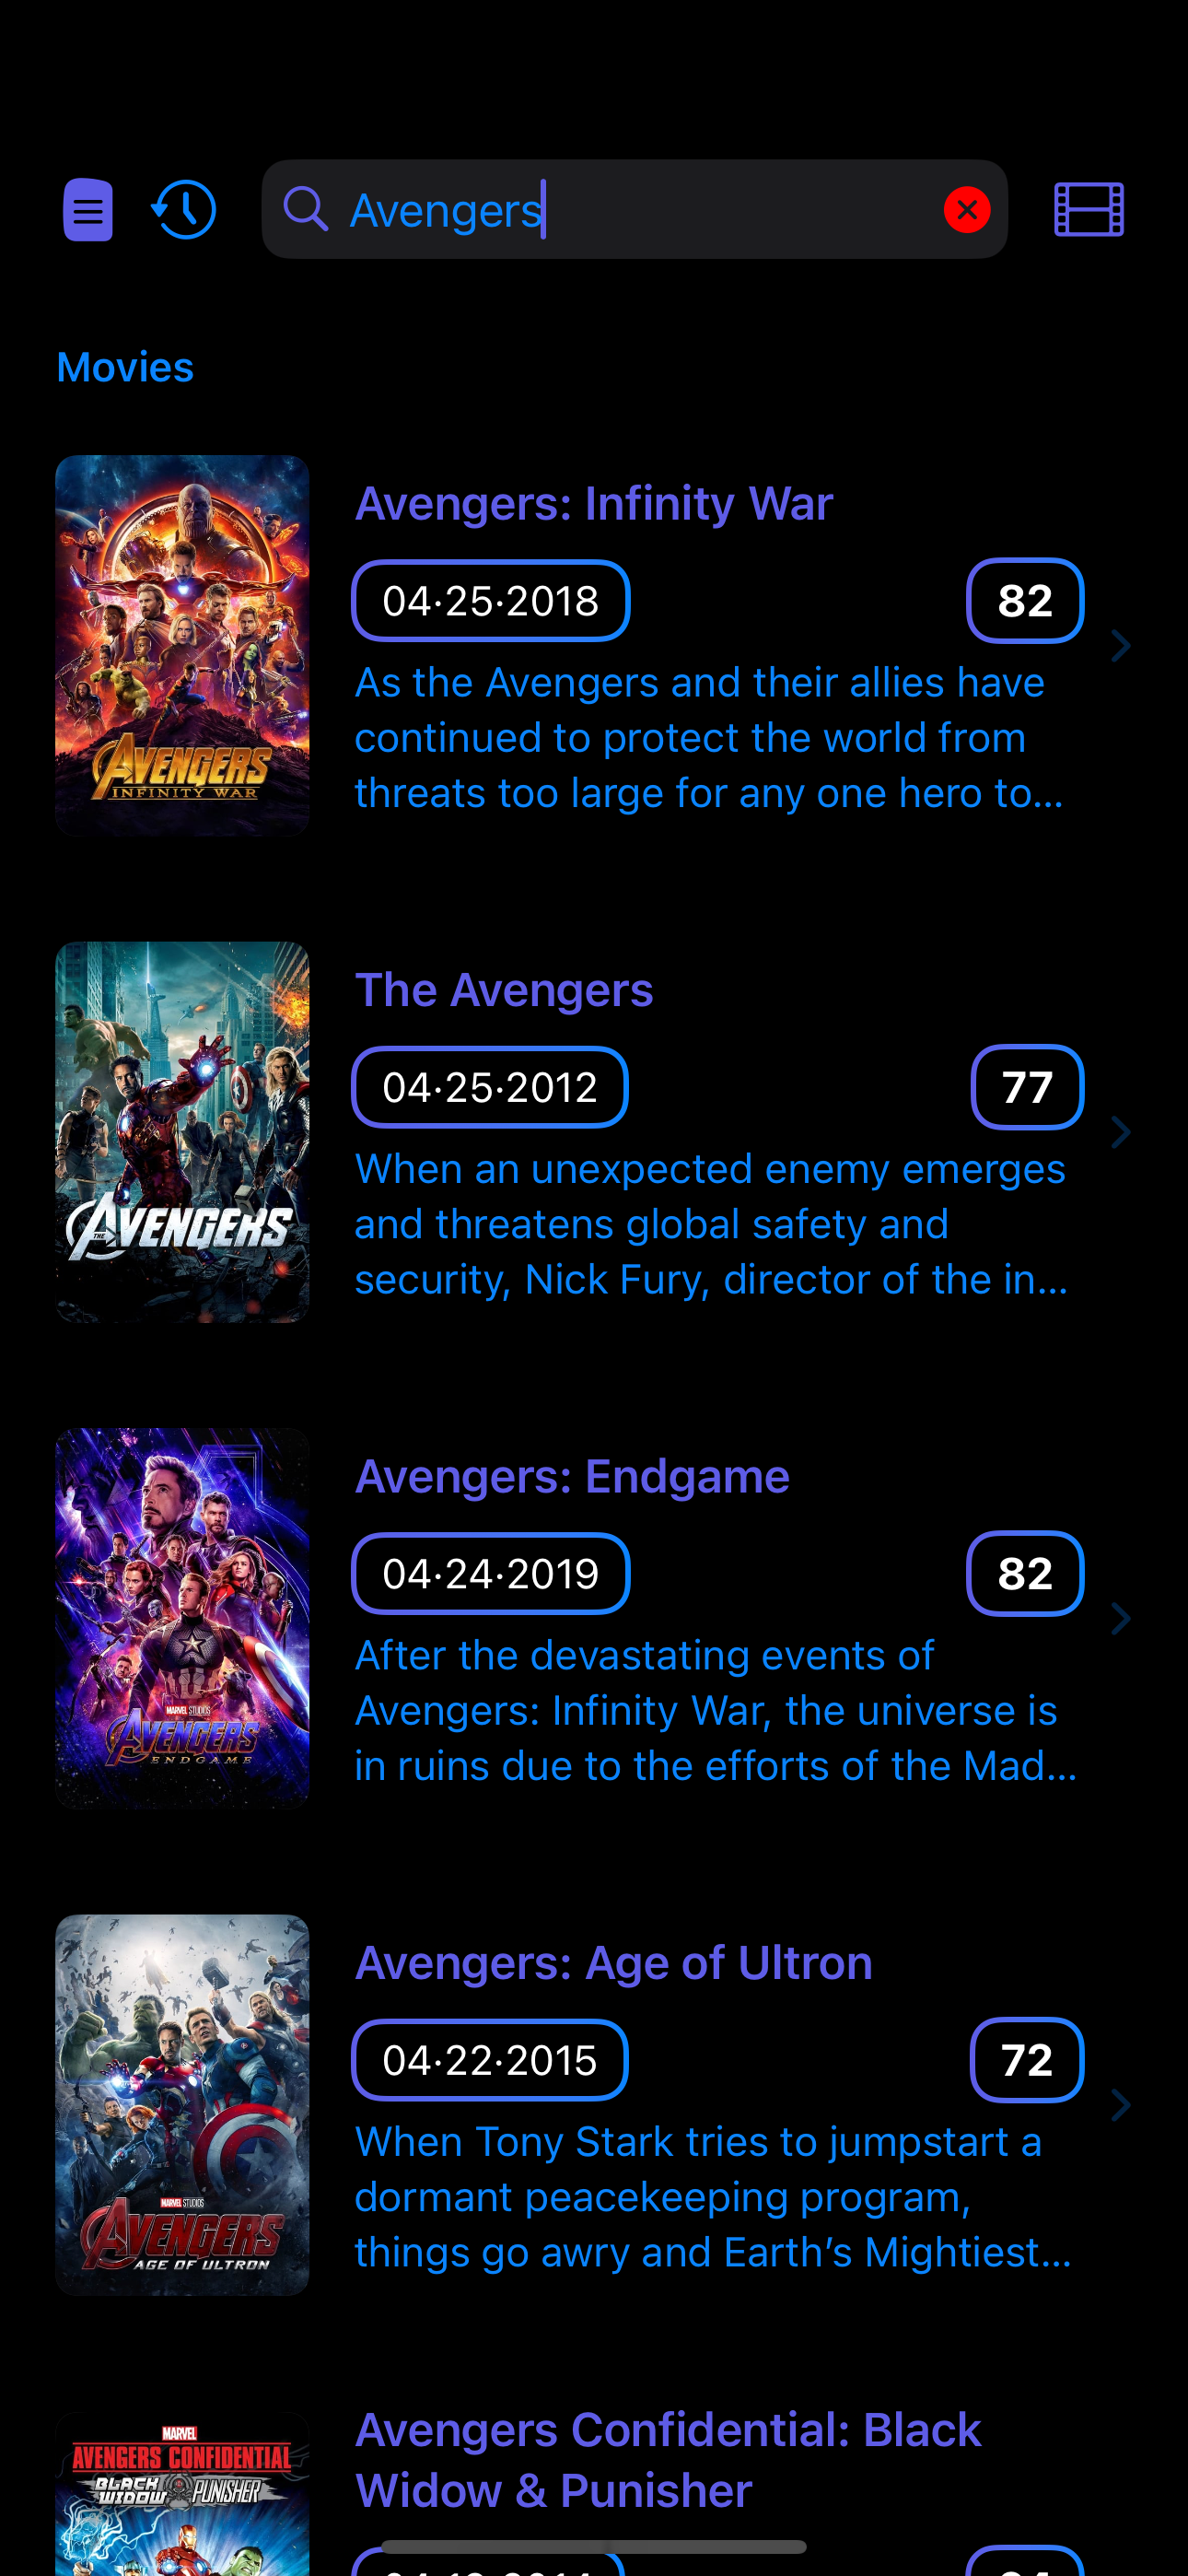 Avengers
Movies
AVENGERS
INFINITY WAR
Avengers: Infinity War
04·25·2018
82
As the Avengers and their allies have
continued to protect the world from
threats too large for any one hero to...
THE AVENGERS
The Avengers
04·25·2012
77
When an unexpected enemy emerges
and threatens global safety and
security, Nick Fury, director of the in...
MARVEL STUDIOS
AVENGERS
ENDGAME
Avengers: Endgame
04·24·2019
82
After the devastating events of
Avengers: Infinity War, the universe is
in ruins due to the efforts of the Mad...
MARVEL STUDIOS
AVENGERS
AGE OF ULTRON
Avengers: Age of Ultron
04·22·2015
72
When Tony Stark tries to jumpstart a
dormant peacekeeping program,
things go awry and Earth’s Mightiest...
MARVEL
AVENGERS CONFIDENTIAL
BLACK WIDOW PUNISHER
Avengers Confidential: Black
Widow & Punisher